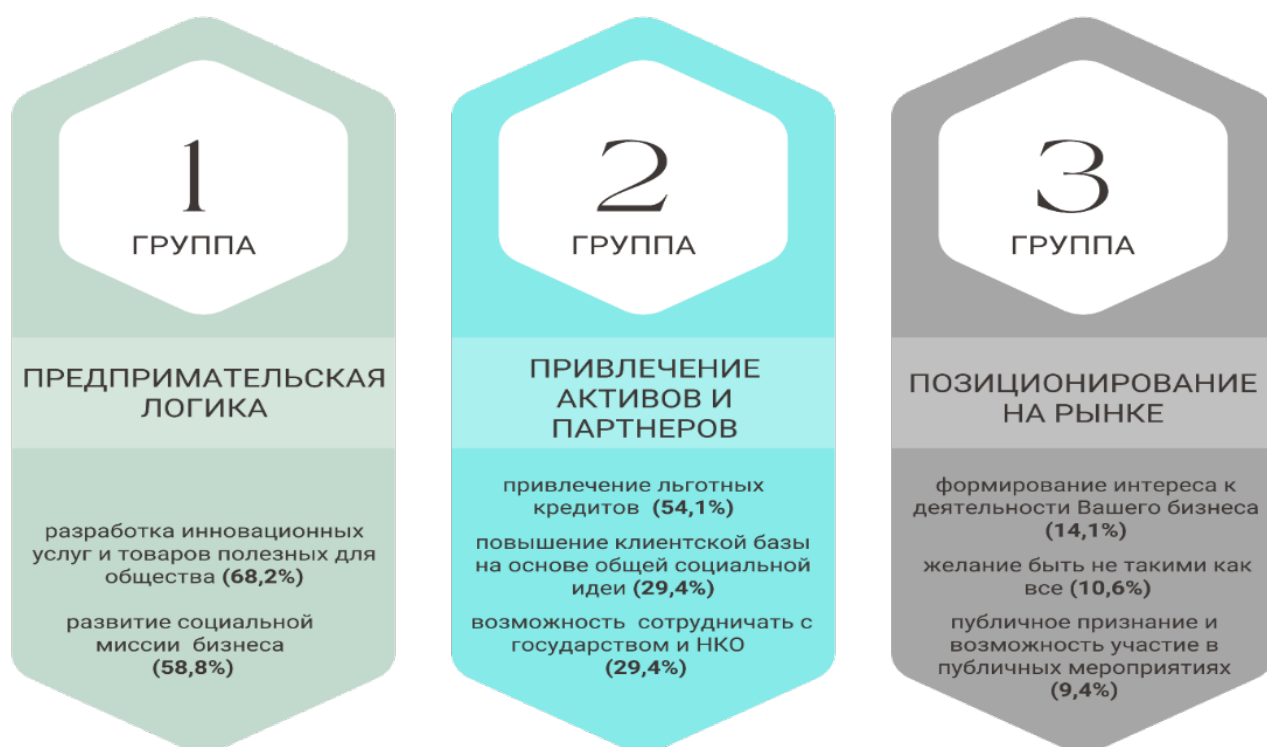 1
ГРУППА
ПРЕДПРИМАТЕЛЬСКАЯ
ЛОГИКА
разработка инновационных
услуг и товаров полезных для
общества (68,2%)
развитие социальной
миссии бизнеса
(58,8%)
2
ГРУППА
ПРИВЛЕЧЕНИЕ
АКТИВОВ И
ПАРТНЕРОВ
привлечение льготных
кредитов (54,1%)
повышение клиентской базы
на основе общей социальной
идеи (29,4%)
возможность сотрудничать с
государством и НКО
(29,4%)
3
ГРУППА
ПОЗИЦИОНИРОВАНИЕ
НА РЫНКЕ
формирование интереса к
деятельности Вашего бизнеса
(14,1%)
желание быть не такими как
все (10,6%)
публичное признание и
возможность участие в
публичных мероприятиях
(9,4%)